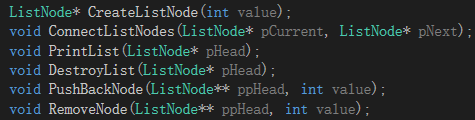 ListNode* CreateListNode(int value);
void ConnectListNodes(ListNode* pCurrent, ListNode* pNext);
void PrintList(ListNode* pHead);
void DestroyList(ListNode* pHead);
void PushBackNode(ListNode** ppHead, int value);
void RemoveNode(ListNode** ppHead, int value);